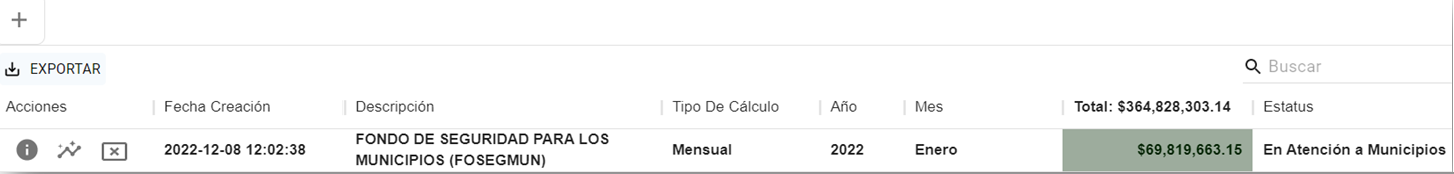 EXPORTAR
Buscar
Acciones Fecha Creación Descripción Tipo De Cálculo Año Mes Total: $364,828,303.14 Estatus
2022-12-08 12:02:38 FONDO DE SEGURIDAD PARA LOS MUNICIPIOS (FOSEGMUN) Mensual 2022 Enero $69,819,663.15 En Atención a Municipios